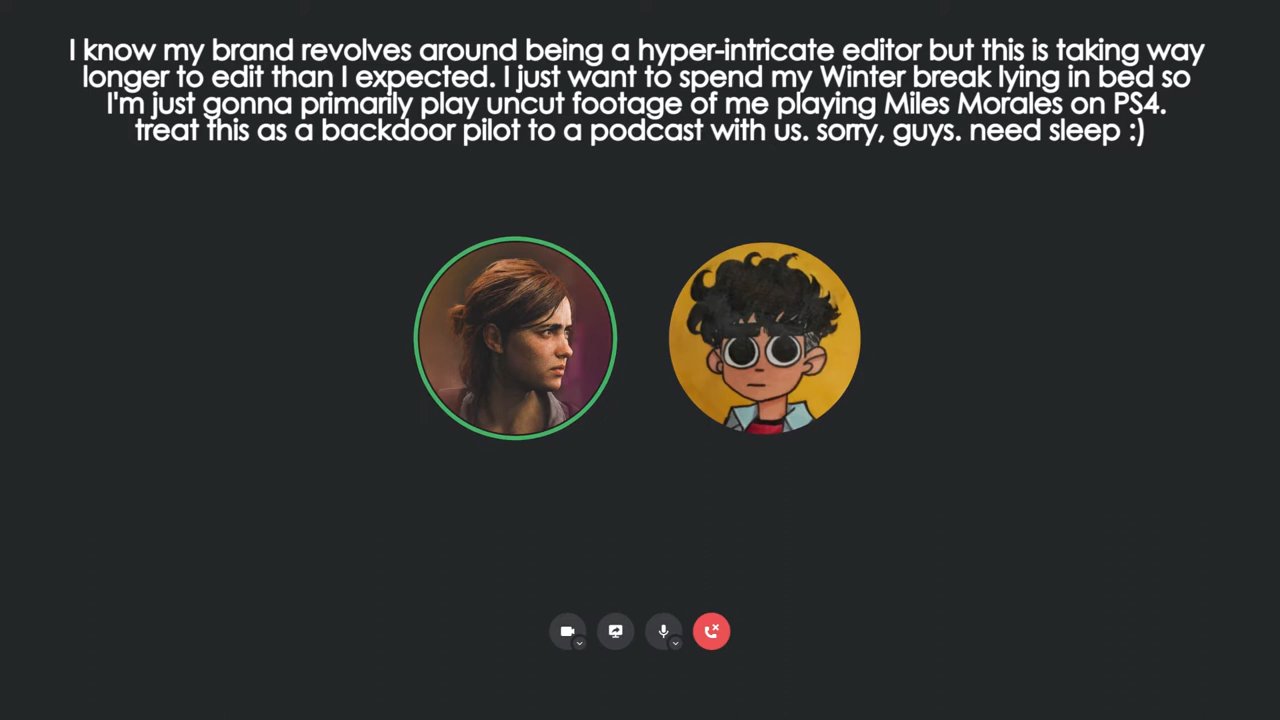 I know my brand revolves around being a hyper-intricate editor but this is taking way
longer to edit than I expected. I just want to spend my Winter break lying in bed so
I'm just gonna primarily play uncut footage of me playing Miles Morales on PS4.
treat this as a backdoor pilot to a podcast with us. sorry, guys. need sleep :)